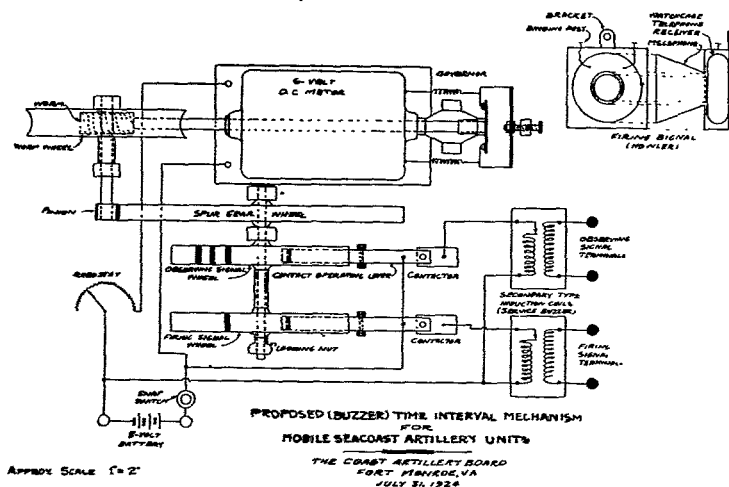 BRACKET
BINDING POST
WATCHCASE
TELEPHONE
RECEIVER
MEGAPHONE
FIRING SIGNAL
(HOWLER)
6-VOLT
D.C MOTOR
GOVERNOR
WORM
WORM WHEEL
PINION
SPUR GEAR WHEEL
OBSERVING SIGNAL
WHEEL
CONTACT OPERATING LEVER
CONTACTOR
OBSERVING
SIGNAL
TERMINALS
SECONDARY TYPE
INDUCTION COILS
(SERVICE BUZZER)
RHEOSTAT
FIRING SIGNAL
WHEEL
LOCKING NUT
CONTACTOR
FIRING
SIGNAL
TERMINALS
SNAP
SWITCH
6-VOLT
BATTERY
PROPOSED (BUZZER) TIME INTERVAL MECHANISM
FOR
MOBILE SEACOAST ARTILLERY UNITS
THE COAST ARTILLERY BOARD
FORT MONROE, VA
JULY 31, 1924
APPROX SCALE 1"= 2"